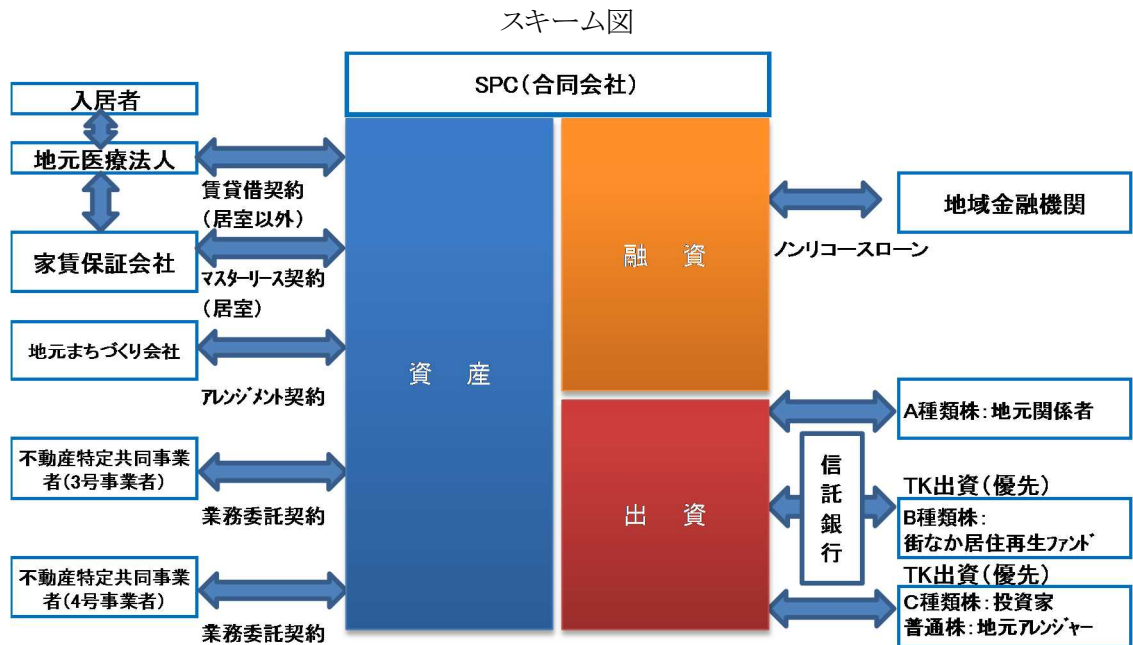 スキーム図
SPC(合同会社)
入居者
地元医療法人
賃貸借契約
(居室以外)
家賃保証会社
マスターリース契約
(居室)
地元まちづくり会社
アレンジメント契約
不動産特定共同事業
者(3号事業者)
業務委託契約
不動産特定共同事業
者(4号事業者)
業務委託契約
資 産
融 資
出 資
地域金融機関
ノンリコースローン
A種類株:地元関係者
信託銀行
TK出資(優先)
B種類株:
街なか居住再生ファンド
TK出資(優先)
C種類株:投資家
普通株:地元アレンジャー